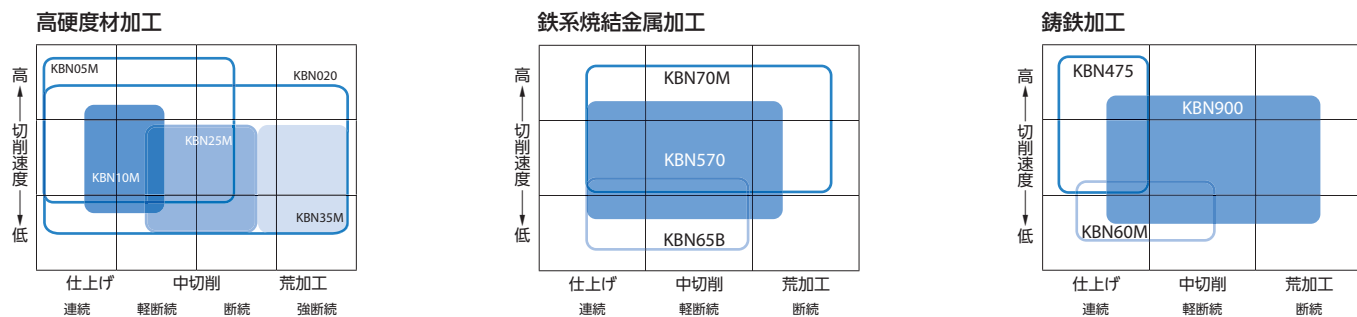 高硬度材加工
高
切削速度
低
KBN05M
KBN020
KBN25M
KBN10M
KBN35M
仕上げ 中切削 荒加工
連続 軽断続 断続 強断続
鉄系焼結金属加工
高
切削速度
低
KBN70M
KBN570
KBN65B
仕上げ 中切削 荒加工
連続 軽断続 断続
鋳鉄加工
高
切削速度
低
KBN475
KBN900
KBN60M
仕上げ 中切削 荒加工
連続 軽断続 断続